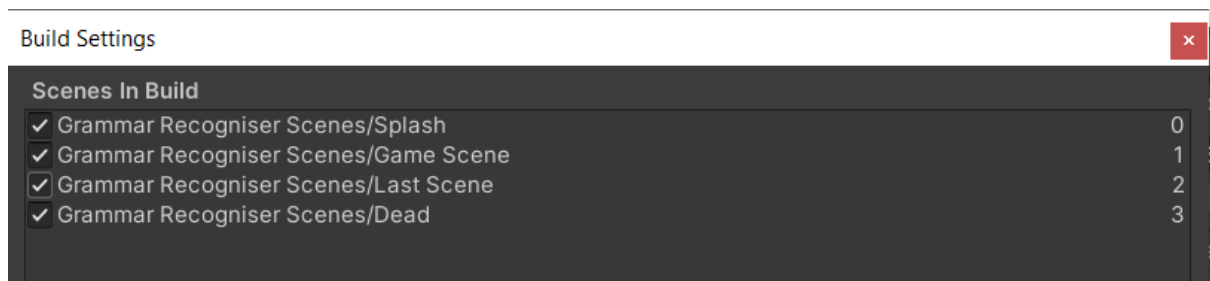 Build Settings
Scenes In Build
Grammar Recogniser Scenes/Splash 0
Grammar Recogniser Scenes/Game Scene 1
Grammar Recogniser Scenes/Last Scene 2
Grammar Recogniser Scenes/Dead 3